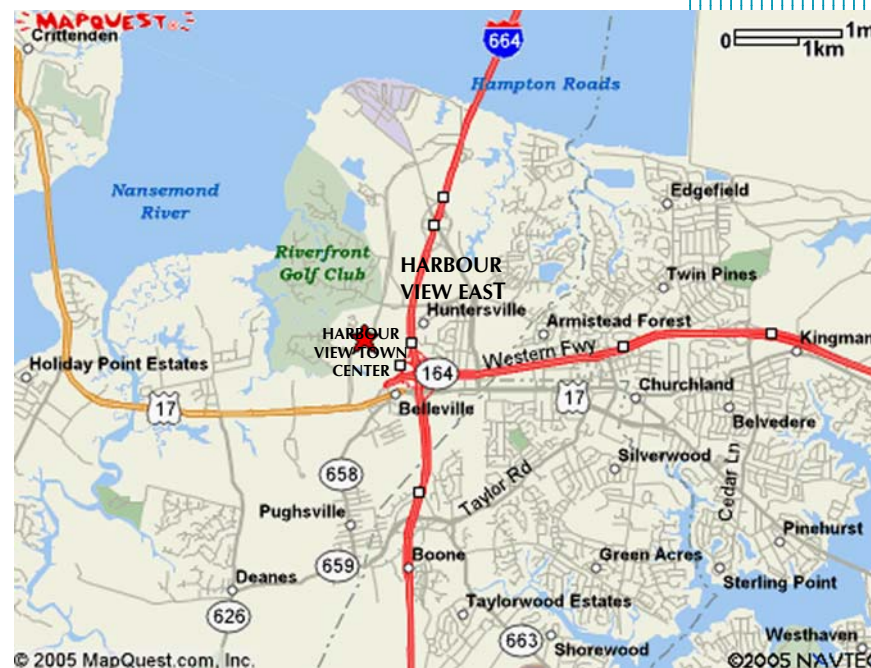 MAPQUEST
Crittenden
664
0 1m
1km
Hampton Roads
Nansemond
River
Edgefield
Riverfront
Golf Club
HARBOUR
VIEW EAST
Twin Pines
Huntersville
Armistead Forest
HARBOUR
VIEW TOWN
CENTER
Western Fwy
Kingman
Holiday Point Estates
164
17
17
Churchland
Belleville
Belvedere
Silverwood
658
Taylor Rd
Cedar Ln
Pughsville
Pinehurst
659
Boone
Green Acres
Deanes
Sterling Point
626
Taylorwood Estates
663
Shorewood
Westhaven
© 2005 MapQuest.com, Inc.
©2005 NAVTEQ